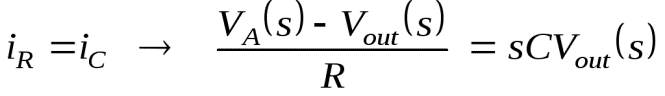 i_R = i_C → (V_A(s) - V_out(s)) / R = sCV_out(s)